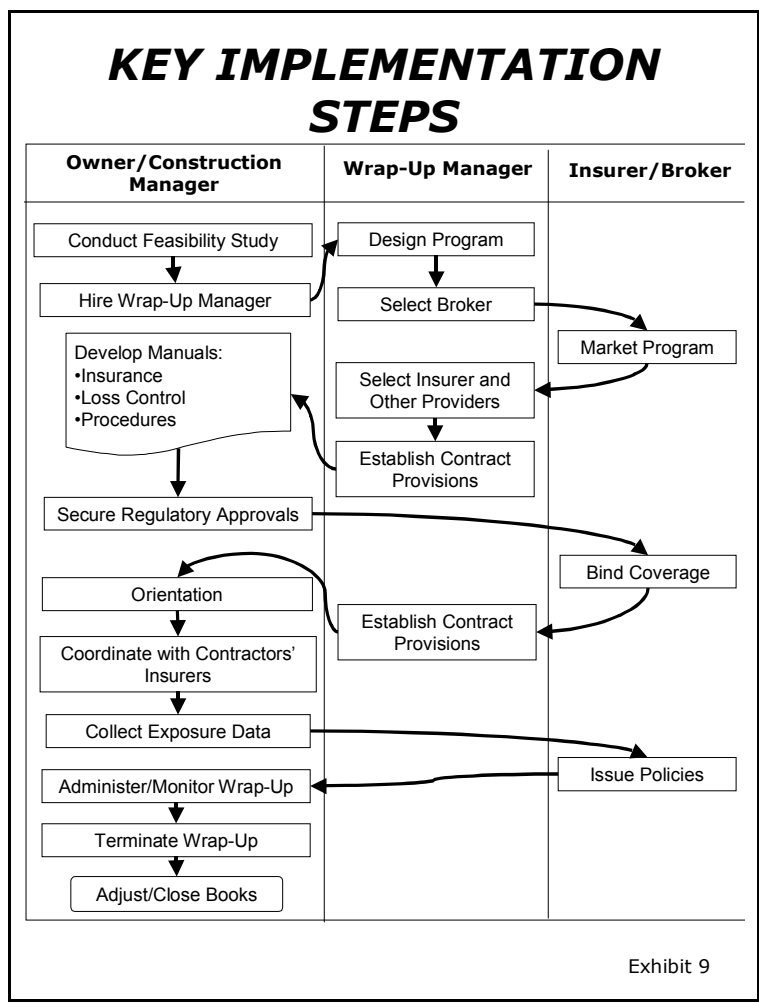 KEY IMPLEMENTATION
STEPS
Owner/Construction
Manager
Wrap-Up Manager
Insurer/Broker
Conduct Feasibility Study
Design Program
Hire Wrap-Up Manager
Select Broker
Market Program
Develop Manuals:
•Insurance
•Loss Control
•Procedures
Select Insurer and
Other Providers
Establish Contract
Provisions
Secure Regulatory Approvals
Bind Coverage
Orientation
Establish Contract
Provisions
Coordinate with Contractors'
Insurers
Collect Exposure Data
Issue Policies
Administer/Monitor Wrap-Up
Terminate Wrap-Up
Adjust/Close Books
Exhibit 9